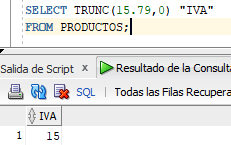 SELECT TRUNC(15.79,0) "IVA"
FROM PRODUCTOS;
Salida de Script x Resultado de la Consulta
SQL | Todas las Filas Recupera
IVA
1 15